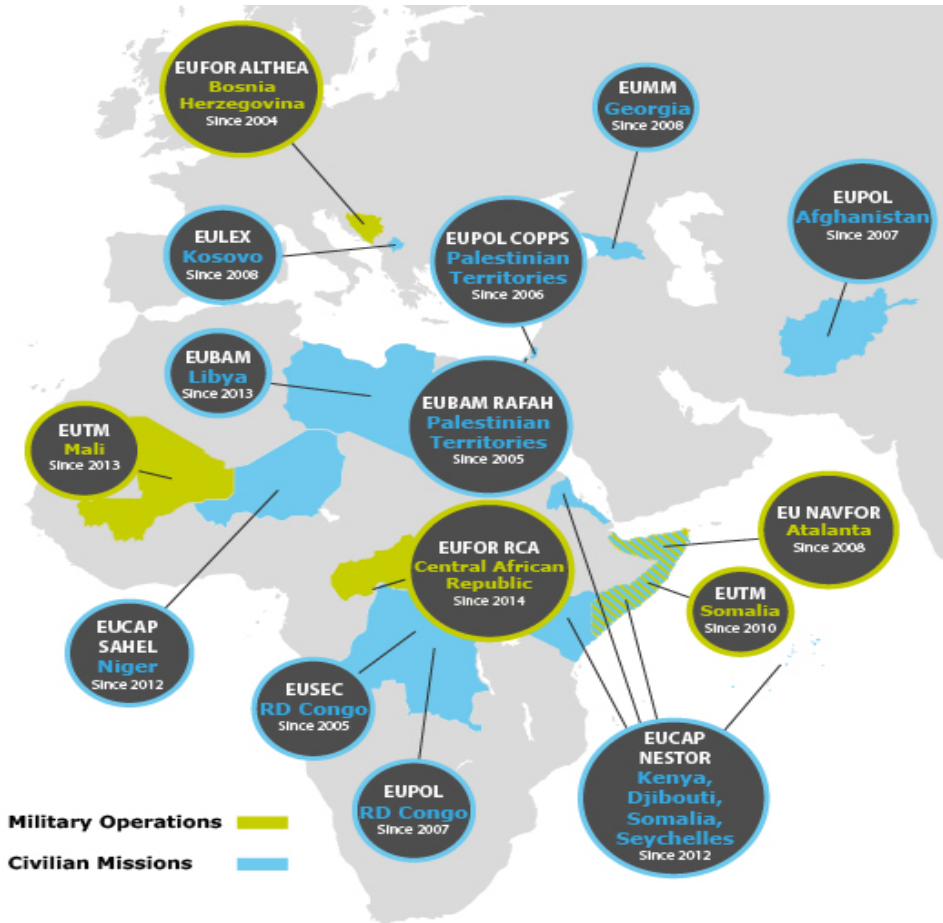 EUFOR ALTHEA
Bosnia
Herzegovina
Since 2004
EUMM
Georgia
Since 2008
EUPOL
Afghanistan
Since 2007
EULEX
Kosovo
Since 2008
EUPOL COPPS
Palestinian
Territories
Since 2006
EUBAM
Libya
Since 2013
EUBAM RAFAH
Palestinian
Territories
Since 2005
EUTM
Mali
Since 2013
EU NAVFOR
Atalanta
Since 2008
EUFOR RCA
Central African
Republic
Since 2014
EUTM
Somalia
Since 2010
EUCAP
SAHEL
Niger
Since 2012
EUSEC
RD Congo
Since 2005
EUPOL
RD Congo
Since 2007
EUCAP
NESTOR
Kenya,
Djibouti,
Somalia,
Seychelles
Since 2012
Military Operations
Civilian Missions